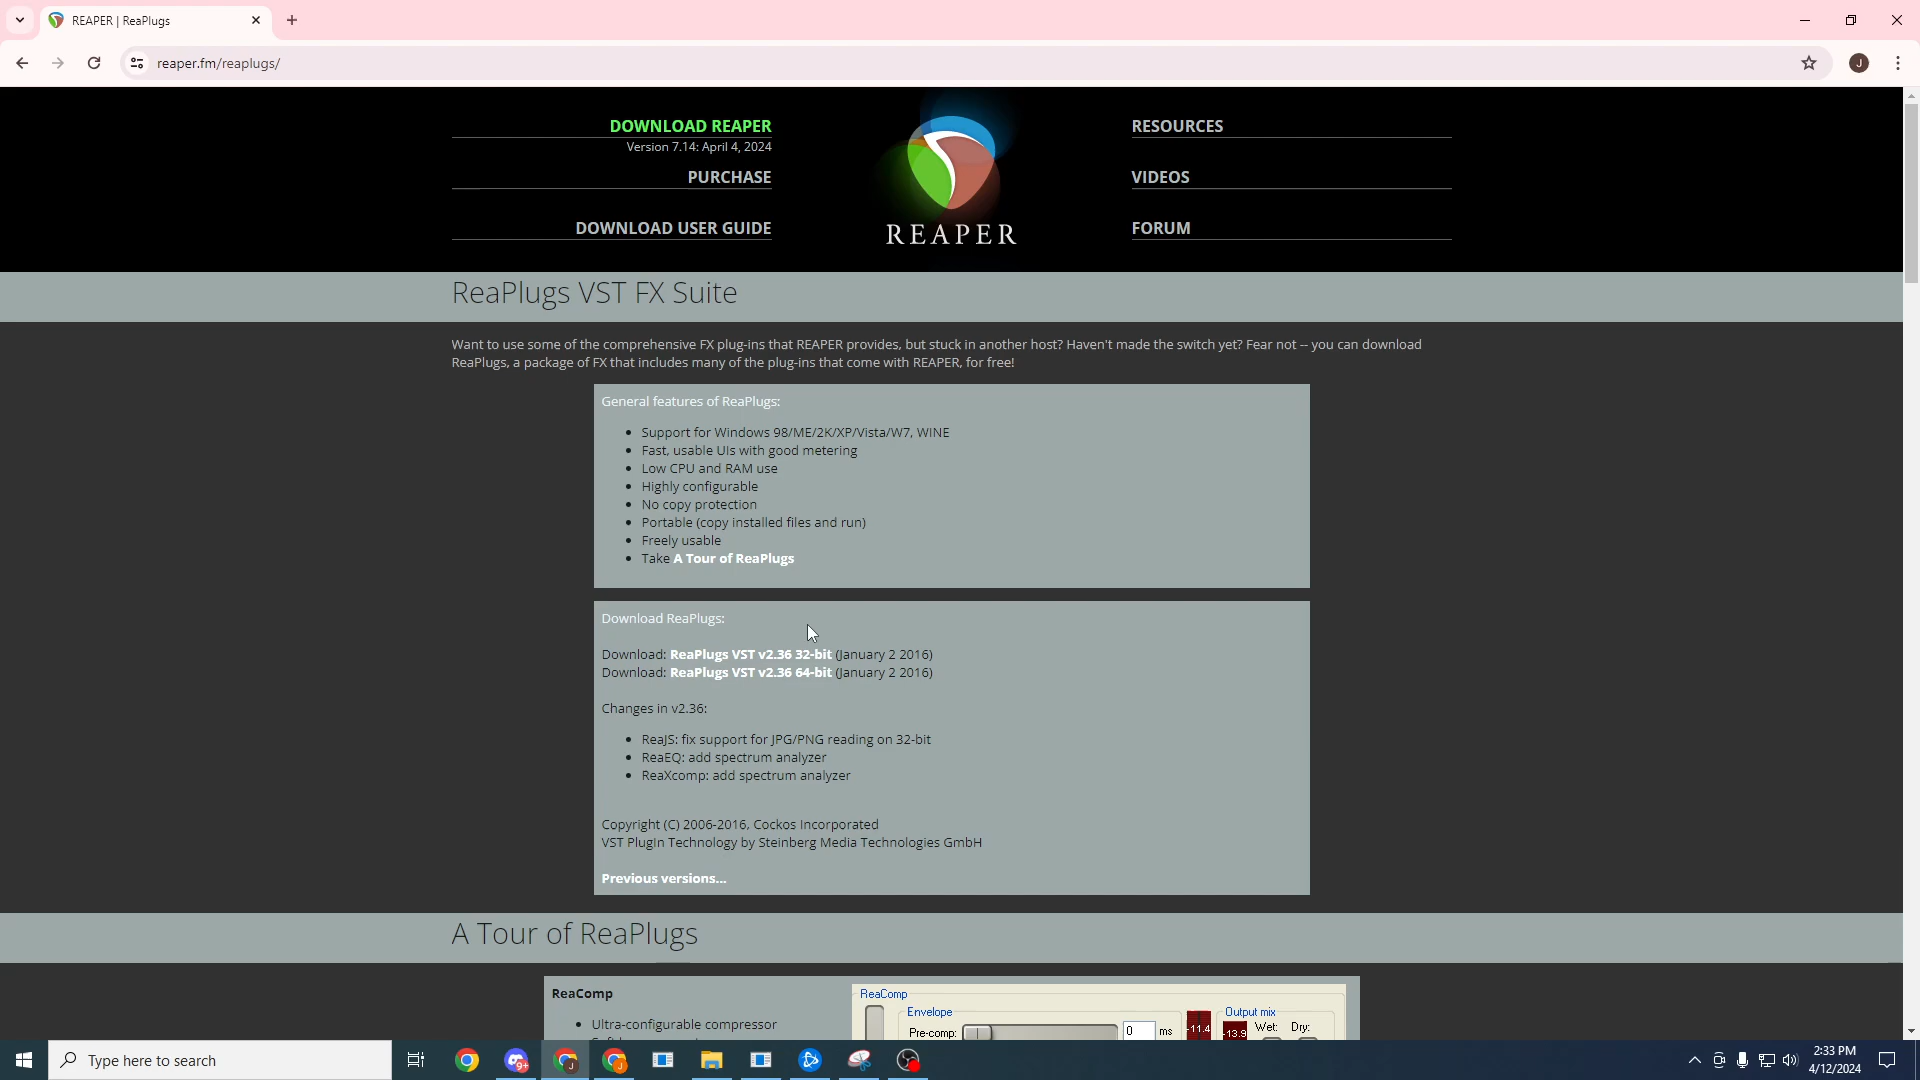 REAPER | ReaPlugs
reaper.fm/reaplugs/
J
DOWNLOAD REAPER
Version 7.14: April 4, 2024
PURCHASE
DOWNLOAD USER GUIDE
REAPER
RESOURCES
VIDEOS
FORUM
ReaPlugs VST FX Suite
Want to use some of the comprehensive FX plug-ins that REAPER provides, but stuck in another host? Haven't made the switch yet? Fear not -- you can download
ReaPlugs, a package of FX that includes many of the plug-ins that come with REAPER, for free!
General features of ReaPlugs:
Support for Windows 98/ME/2K/XP/Vista/W7, WINE
Fast, usable UIs with good metering
Low CPU and RAM use
Highly configurable
No copy protection
Portable (copy installed files and run)
Freely usable
Take A Tour of ReaPlugs
Download ReaPlugs:
Download: ReaPlugs VST v2.36 32-bit (January 2 2016)
Download: ReaPlugs VST v2.36 64-bit (January 2 2016)
Changes in v2.36:
ReaJS: fix support for JPG/PNG reading on 32-bit
ReaEQ: add spectrum analyzer
ReaXcomp: add spectrum analyzer
Copyright (C) 2006-2016, Cockos Incorporated
VST PlugIn Technology by Steinberg Media Technologies GmbH
Previous versions...
A Tour of ReaPlugs
ReaComp
Ultra-configurable compressor
ReaComp
Envelope
Pre-comp:
0
ms
-11.4
Output mix
-13.9
Wet:
Dry:
Type here to search
9+
J
J
2:33 PM
4/12/2024